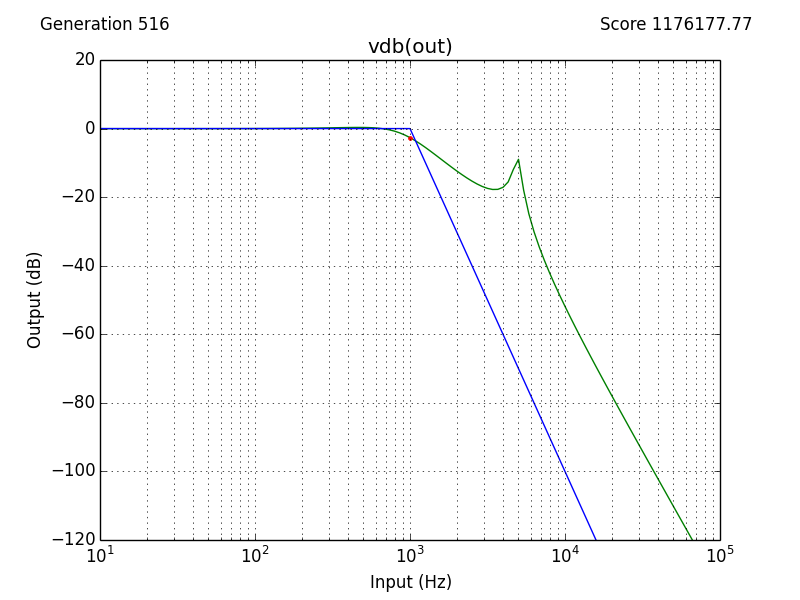 Generation 516
Score 1176177.77
vdb(out)
20
0
−20
−40
−60
−80
−100
−120
Output (dB)
10¹
10²
10³
10⁴
10⁵
Input (Hz)